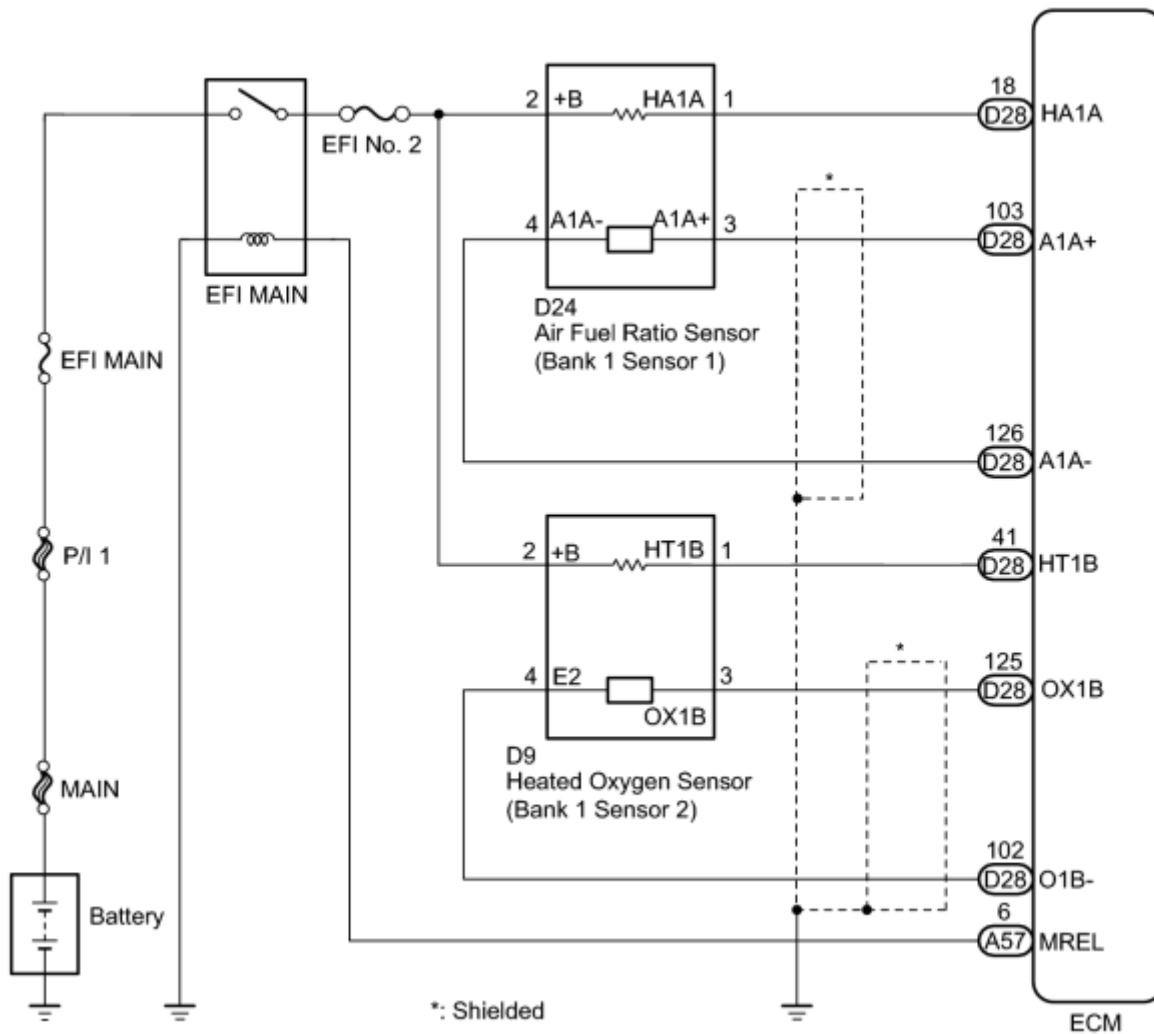 18
2 +B HA1A 1 D28 HA1A
EFI No. 2
*
103
4 A1A- A1A+ 3 D28 A1A+
EFI MAIN
D24
Air Fuel Ratio Sensor
(Bank 1 Sensor 1)
EFI MAIN
126
D28 A1A-
41
2 +B HT1B 1 D28 HT1B
P/I 1
*
125
4 E2 3 D28 OX1B
OX1B
D9
Heated Oxygen Sensor
(Bank 1 Sensor 2)
MAIN
102
D28 O1B-
6
Battery
A57 MREL
*: Shielded
ECM